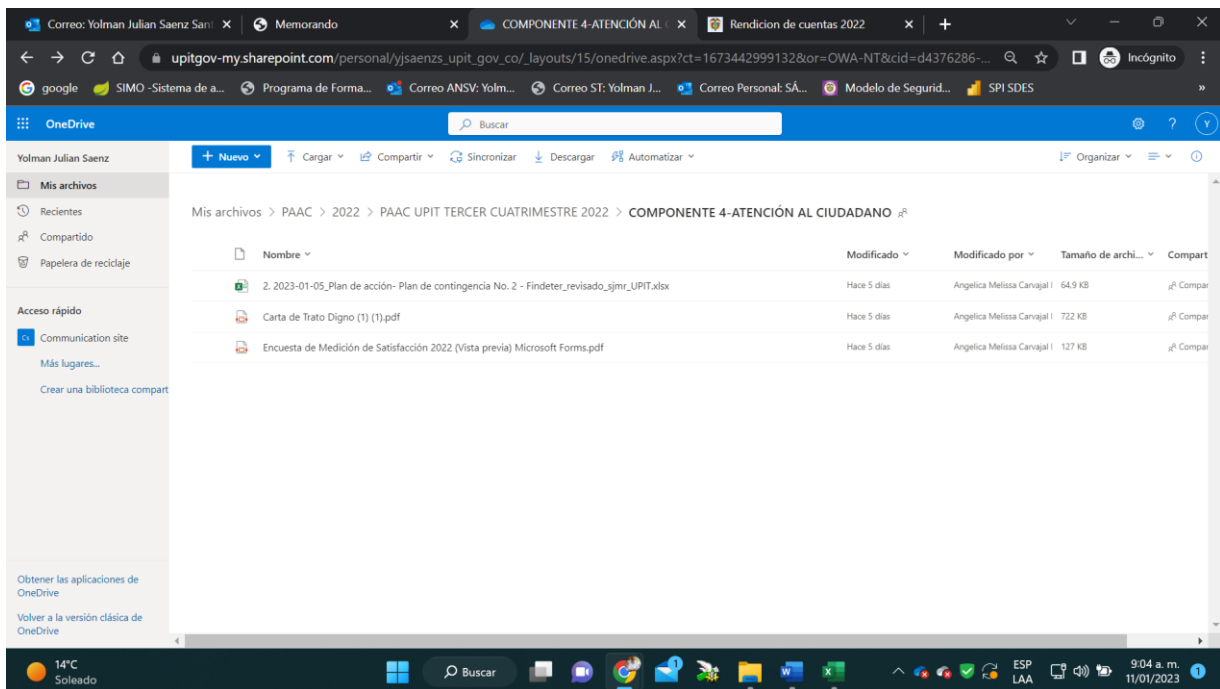 Correo: Yolman Julian Saenz Sant
Memorando
COMPONENTE 4-ATENCIÓN AL C
Rendicion de cuentas 2022
upitgov-my.sharepoint.com/personal/yjsaenzs_upit_gov_co/_layouts/15/onedrive.aspx?ct=1673442999132&or=OWA-NT&cid=d4376286-...
Incógnito
google
SIMO -Sistema de a...
Programa de Forma...
Correo ANSV: Yolm...
Correo ST: Yolman J...
Correo Personal: SÁ...
Modelo de Segurid...
SPI SDES
»
OneDrive
Buscar
?
Y
Yolman Julian Saenz
+ Nuevo
Cargar
Compartir
Sincronizar
Descargar
Automatizar
Organizar
Mis archivos
Recientes
Compartido
Papelera de reciclaje
Acceso rápido
Cs
Communication site
Más lugares...
Crear una biblioteca compart
Mis archivos > PAAC > 2022 > PAAC UPIT TERCER CUATRIMESTRE 2022 > COMPONENTE 4-ATENCIÓN AL CIUDADANO
Nombre Modificado Modificado por Tamaño de archi... Compart
2. 2023-01-05_Plan de acción- Plan de contingencia No. 2 - Findeter_revisado_sjmr_UPIT.xlsx Hace 5 días Angelica Melissa Carvajal 64,9 KB Compar
Carta de Trato Digno (1) (1).pdf Hace 5 días Angelica Melissa Carvajal 722 KB Compar
Encuesta de Medición de Satisfacción 2022 (Vista previa) Microsoft Forms.pdf Hace 5 días Angelica Melissa Carvajal 127 KB Compar
Obtener las aplicaciones de
OneDrive
Volver a la versión clásica de
OneDrive
14°C
Soleado
Buscar
1
ESP
LAA
9:04 a. m.
11/01/2023
1